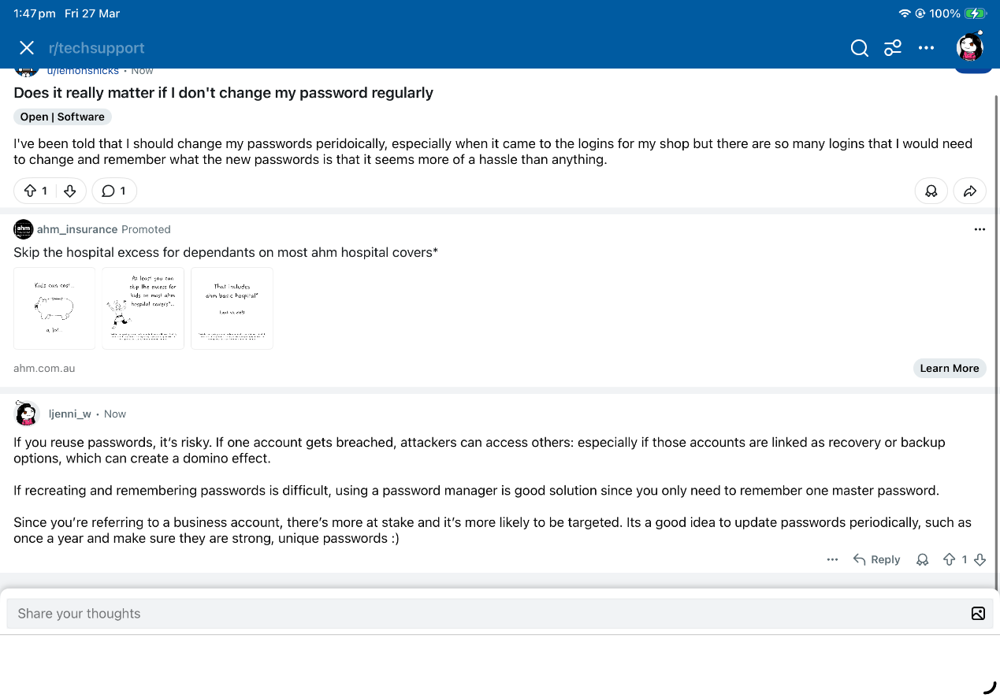 1:47 pm Fri 27 Mar
100%
r/techsupport
u/lemonshicks • Now
Does it really matter if I don't change my password regularly
Open | Software
I've been told that I should change my passwords peridoically, especially when it came to the logins for my shop but there are so many logins that I would need
to change and remember what the new passwords is that it seems more of a hassle than anything.
1
1
ahm
ahm_insurance Promoted
Skip the hospital excess for dependants on most ahm hospital covers*
Kids can cost...
a lot...
At least you can
skip the excess for
kids on most ahm
hospital covers*...
That includes
ahm basic hospital*
ahm.com.au
Learn More
ljenni_w • Now
If you reuse passwords, it’s risky. If one account gets breached, attackers can access others: especially if those accounts are linked as recovery or backup
options, which can create a domino effect.
If recreating and remembering passwords is difficult, using a password manager is good solution since you only need to remember one master password.
Since you’re referring to a business account, there’s more at stake and it’s more likely to be targeted. Its a good idea to update passwords periodically, such as
once a year and make sure they are strong, unique passwords :)
Reply
1
Share your thoughts